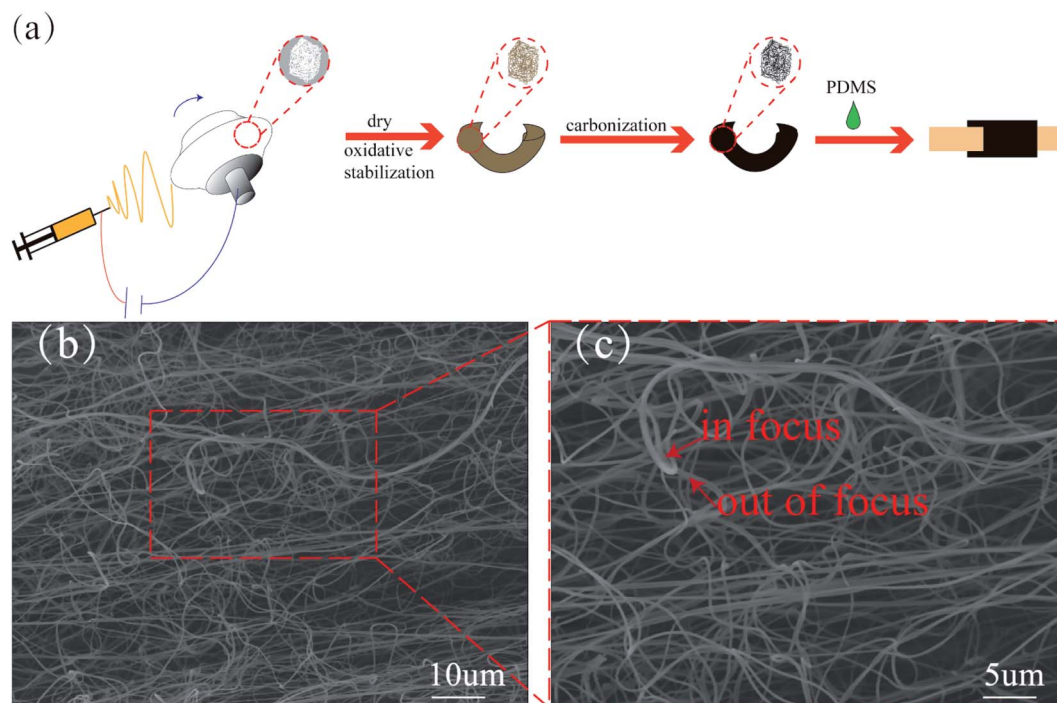 (a)
dry
oxidative
stabilization
carbonization
PDMS
(b)
10um
(c)
in focus
out of focus
5um